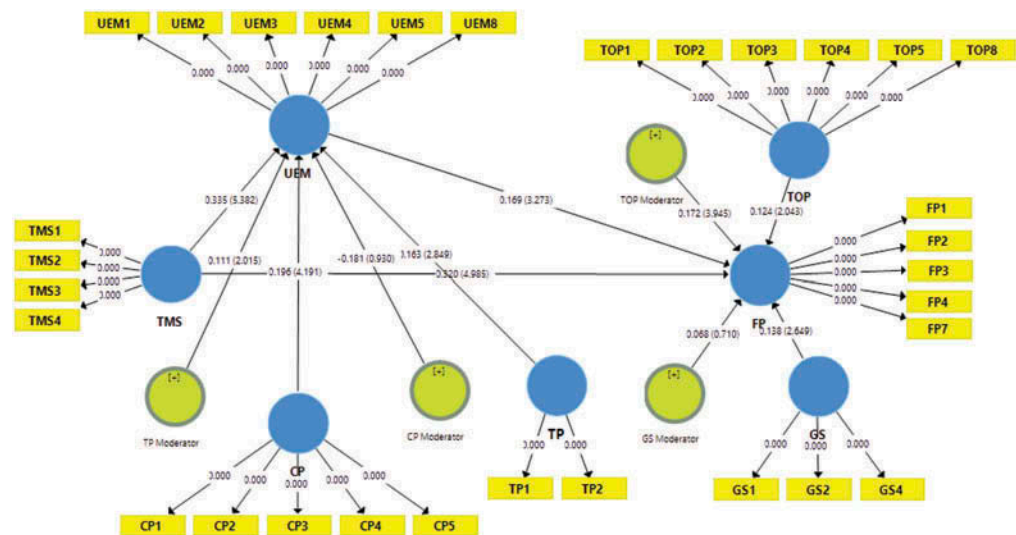 UEM1 UEM2 UEM3 UEM4 UEM5 UEM8
0.000 0.000 0.000 0.000 0.000 0.000
UEM
TOP1 TOP2 TOP3 TOP4 TOP5 TOP8
0.000 0.000 0.000 0.000 0.000 0.000
TOP
[+]
TOP Moderator
0.335 (5.382)
0.169 (3.273)
0.172 (3.945)
0.124 (2.043)
TMS1
TMS2
TMS3
TMS4
0.000
0.000
0.000
0.000
TMS
0.111 (2.015)
0.196 (4.191)
-0.181 (0.930)
0.163 (2.849)
0.320 (4.985)
FP1
FP2
FP3
FP4
FP7
0.000
0.000
0.000
0.000
0.000
FP
0.068 (0.710)
0.138 (2.649)
[+]
TP Moderator
[+]
CP Moderator
[+]
GS Moderator
CP
0.000 0.000 0.000 0.000 0.000
CP1 CP2 CP3 CP4 CP5
TP
0.000 0.000
TP1 TP2
GS
0.000 0.000 0.000
GS1 GS2 GS4